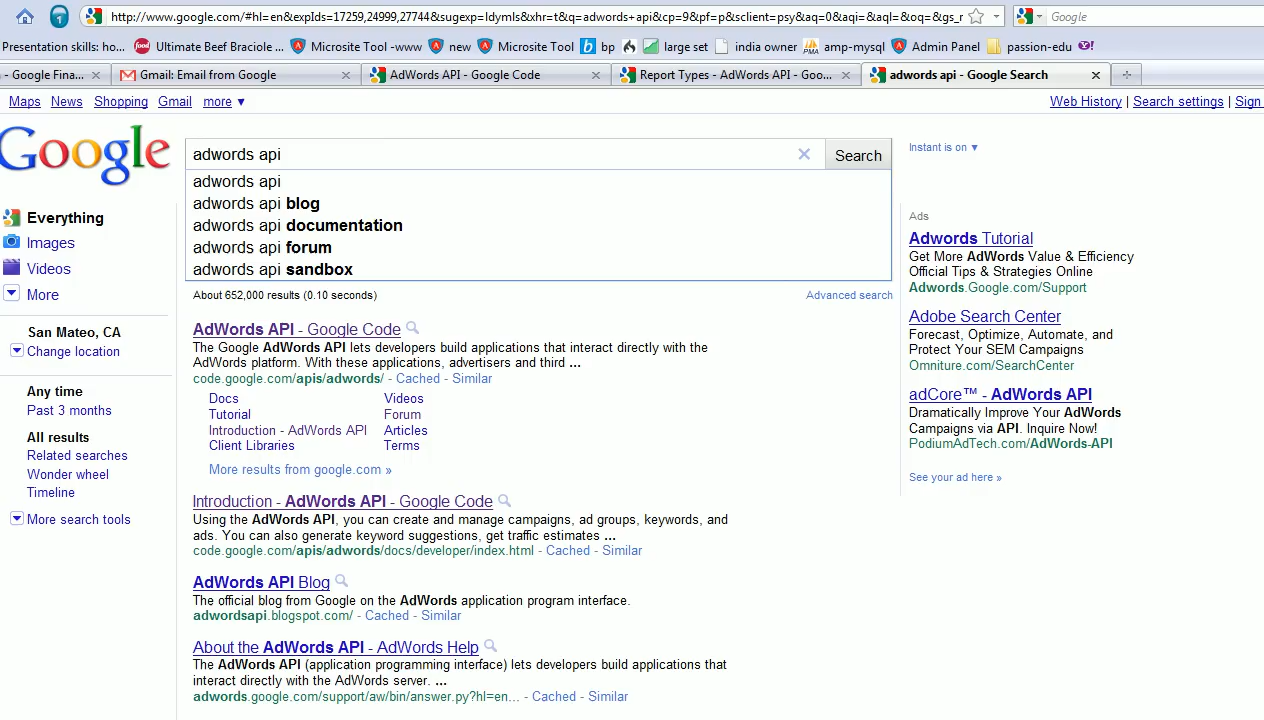 http://www.google.com/#hl=en&expIds=17259,24999,27744&sugexp=ldymls&xhr=t&q=adwords+api&cp=9&pf=p&sclient=psy&aq=0&aqi=&aql=&oq=&gs_r
Google
Presentation skills: ho... Ultimate Beef Braciole ... Microsite Tool -www new Microsite Tool bp large set india owner amp-mysql Admin Panel passion-edu
- Google Fina... Gmail: Email from Google AdWords API - Google Code Report Types - AdWords API - Goo... adwords api - Google Search
Maps News Shopping Gmail more ▼
Web History | Search settings | Sign
Google
adwords api
Search
Instant is on ▼
adwords api
adwords api blog
adwords api documentation
adwords api forum
adwords api sandbox
Everything
Images
Videos
More
San Mateo, CA
Change location
Any time
Past 3 months
All results
Related searches
Wonder wheel
Timeline
More search tools
About 652,000 results (0.10 seconds)
Advanced search
AdWords API - Google Code
The Google AdWords API lets developers build applications that interact directly with the
AdWords platform. With these applications, advertisers and third ...
code.google.com/apis/adwords/ - Cached - Similar
Docs Videos
Tutorial Forum
Introduction - AdWords API Articles
Client Libraries Terms
More results from google.com »
Introduction - AdWords API - Google Code
Using the AdWords API, you can create and manage campaigns, ad groups, keywords, and
ads. You can also generate keyword suggestions, get traffic estimates ...
code.google.com/apis/adwords/docs/developer/index.html - Cached - Similar
AdWords API Blog
The official blog from Google on the AdWords application program interface.
adwordsapi.blogspot.com/ - Cached - Similar
About the AdWords API - AdWords Help
The AdWords API (application programming interface) lets developers build applications that
interact directly with the AdWords server. ...
adwords.google.com/support/aw/bin/answer.py?hl=en... - Cached - Similar
Ads
Adwords Tutorial
Get More AdWords Value & Efficiency
Official Tips & Strategies Online
Adwords.Google.com/Support
Adobe Search Center
Forecast, Optimize, Automate, and
Protect Your SEM Campaigns
Omniture.com/SearchCenter
adCore™ - AdWords API
Dramatically Improve Your AdWords
Campaigns via API. Inquire Now!
PodiumAdTech.com/AdWords-API
See your ad here »